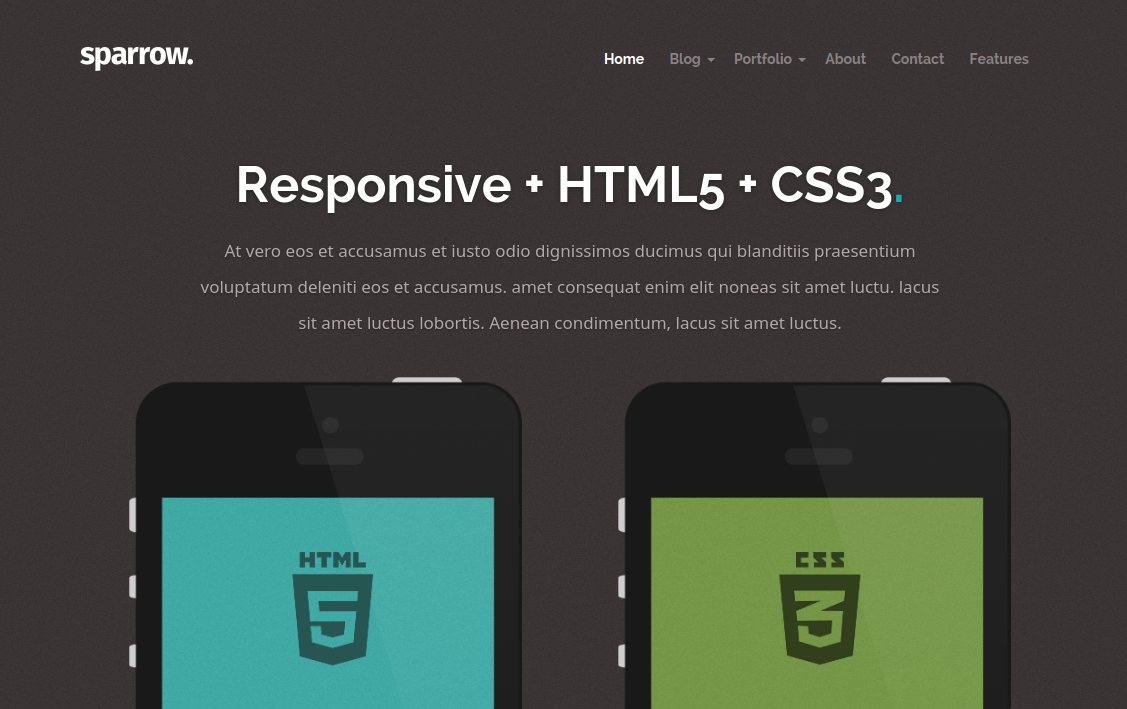 sparrow.
Home Blog Portfolio About Contact Features
Responsive + HTML5 + CSS3.
At vero eos et accusamus et iusto odio dignissimos ducimus qui blanditiis praesentium
voluptatum deleniti eos et accusamus. amet consequat enim elit noneas sit amet luctu. lacus
sit amet luctus lobortis. Aenean condimentum, lacus sit amet luctus.
HTML
5
CSS
3